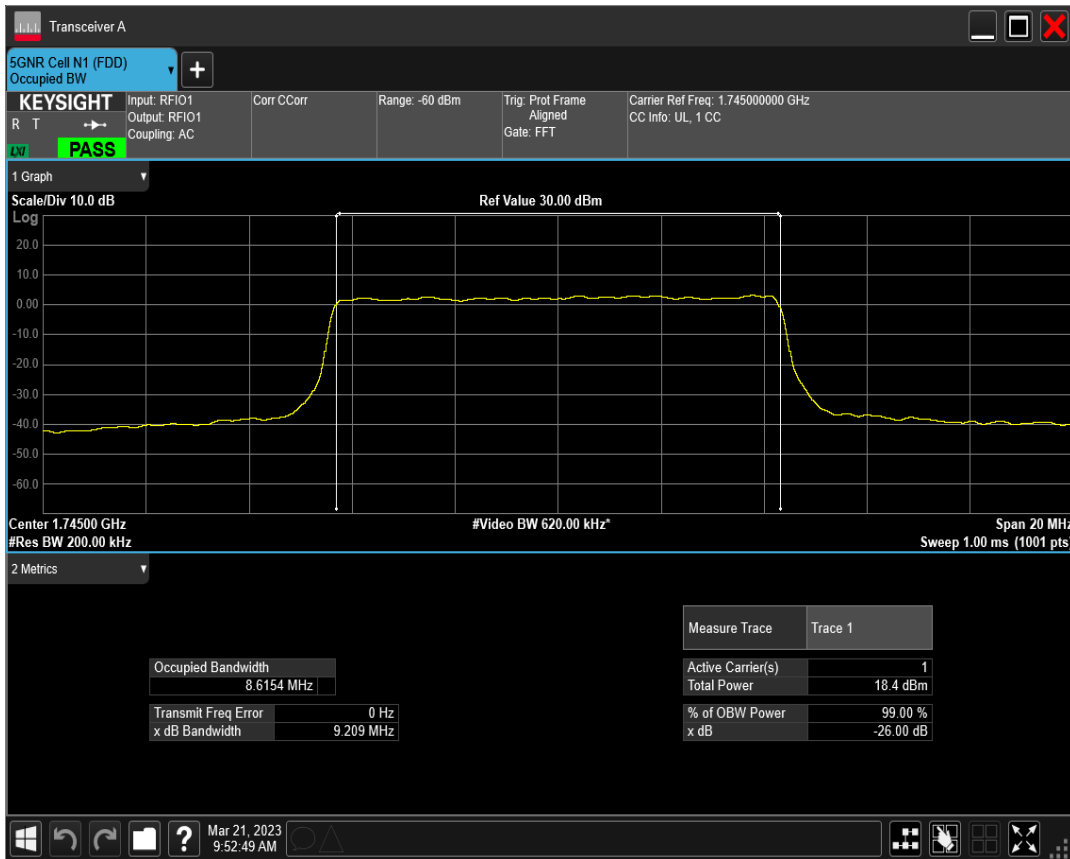 Transceiver A
5GNR Cell N1 (FDD)
Occupied BW
+
KEYSIGHT
R T
LXI
PASS
Input: RFIO1
Output: RFIO1
Coupling: AC
Corr CCorr
Range: -60 dBm
Trig: Prot Frame
Aligned
Gate: FFT
Carrier Ref Freq: 1.745000000 GHz
CC Info: UL, 1 CC
1 Graph
Scale/Div 10.0 dB
Ref Value 30.00 dBm
Log
20.0
10.0
0.00
-10.0
-20.0
-30.0
-40.0
-50.0
-60.0
Center 1.74500 GHz
#Video BW 620.00 kHz*
Span 20 MHz
#Res BW 200.00 kHz
Sweep 1.00 ms (1001 pts)
2 Metrics
Measure Trace Trace 1
Occupied Bandwidth
8.6154 MHz
Active Carrier(s) 1
Total Power 18.4 dBm
Transmit Freq Error 0 Hz
x dB Bandwidth 9.209 MHz
% of OBW Power 99.00 %
x dB -26.00 dB
?
Mar 21, 2023
9:52:49 AM